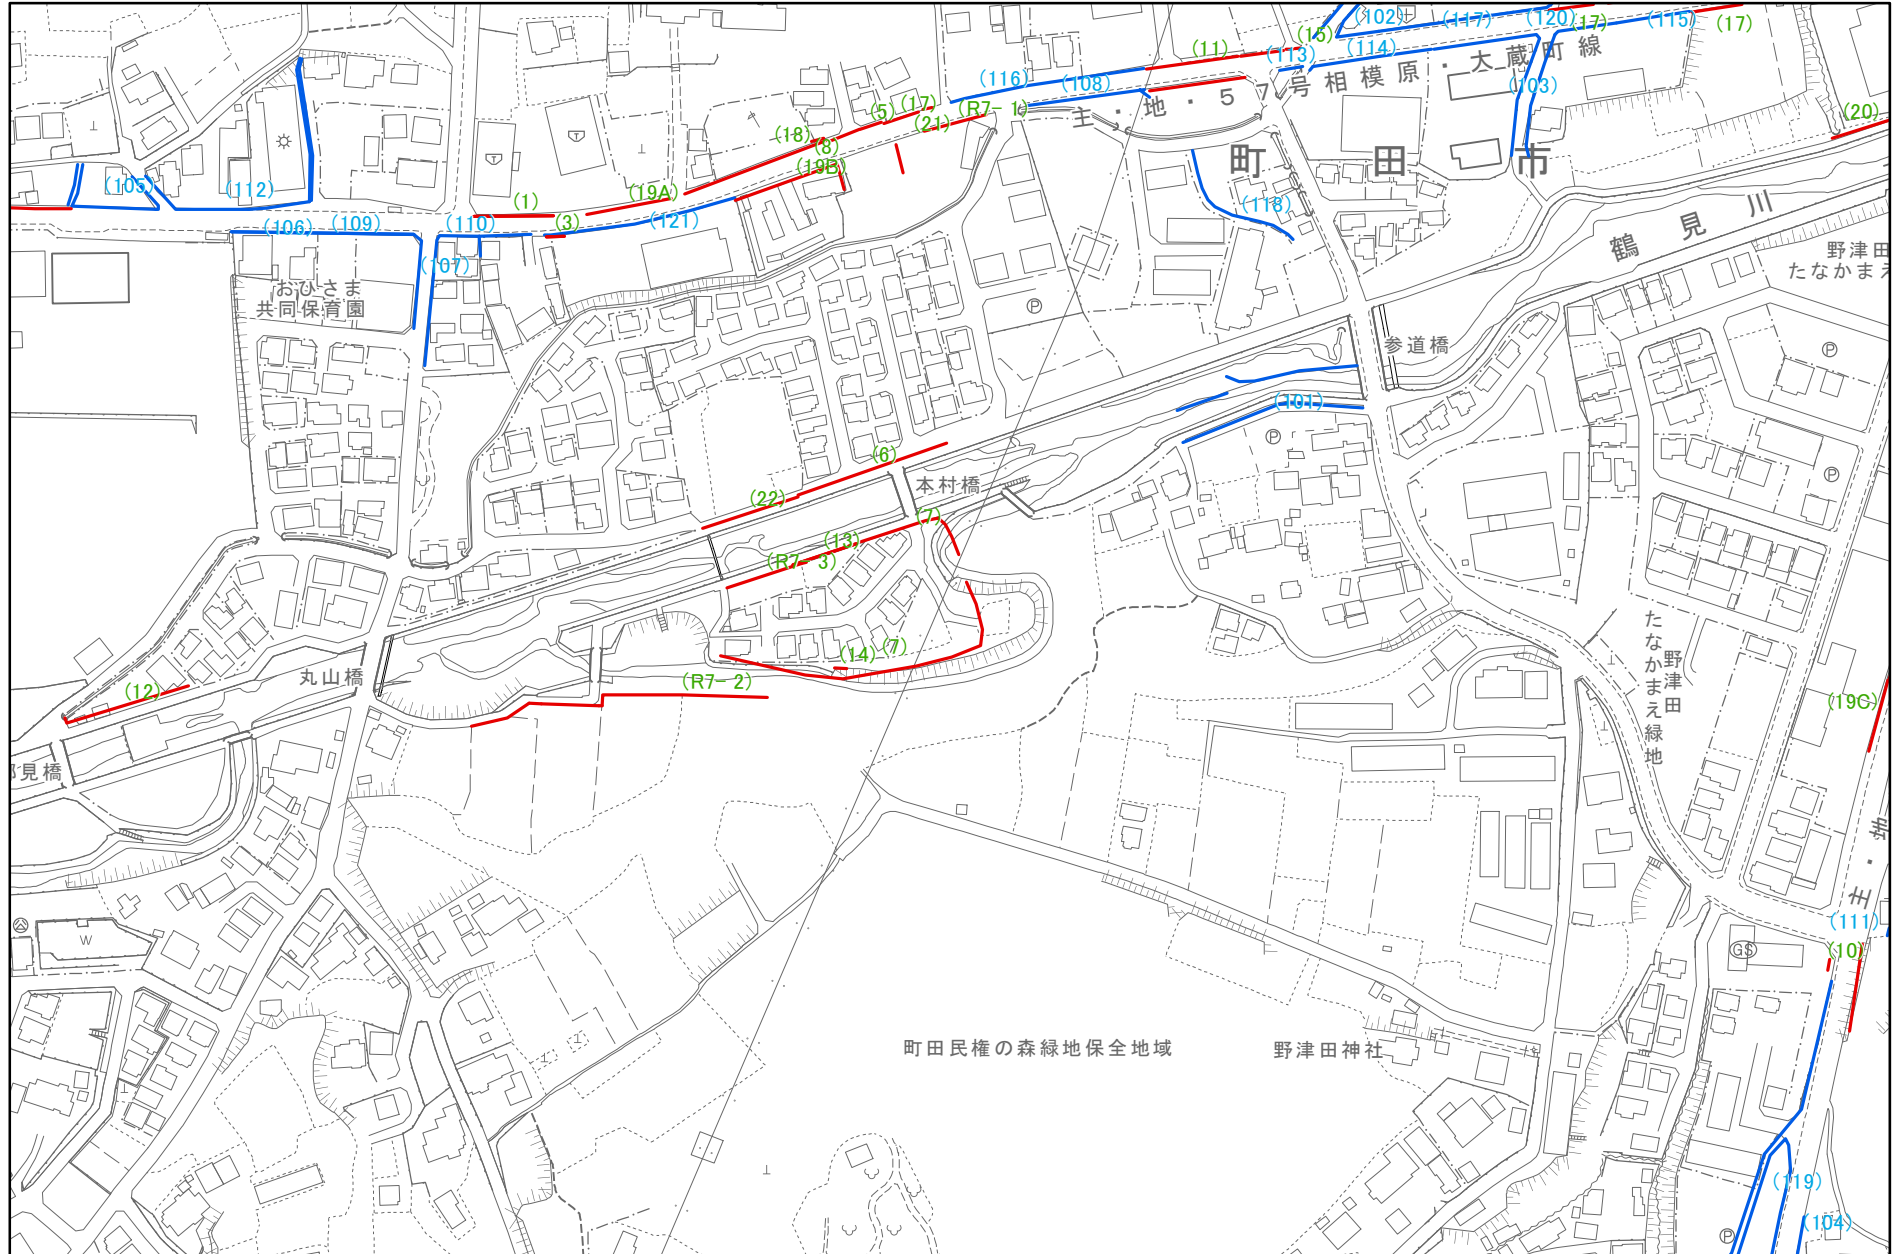 (102)
(117)
(120)
(17)
(115)
(17)
(15)
(11)
(113)
(114)
主・地・57号相模原・大蔵町線
(116)
(108)
(103)
(20)
(5)
(17)
(R7-1)
(21)
(18)
(8)
(19B)
町田市
(105)
(112)
(1)
(19A)
(118)
(106)
(109)
(110)
(3)
(121)
(107)
鶴見川
野津田
たなかまえ
おひさま
共同保育園
P
参道橋
P
(101)
P
(6)
P
本村橋
(22)
(7)
(13)
(R7-3)
(14)
(7)
丸山橋
(R7-2)
(12)
野津田
たなかまえ緑地
(19C)
見橋
主・地
W
(111)
GS
(10)
町田民権の森緑地保全地域
野津田神社
(119)
(104)
P